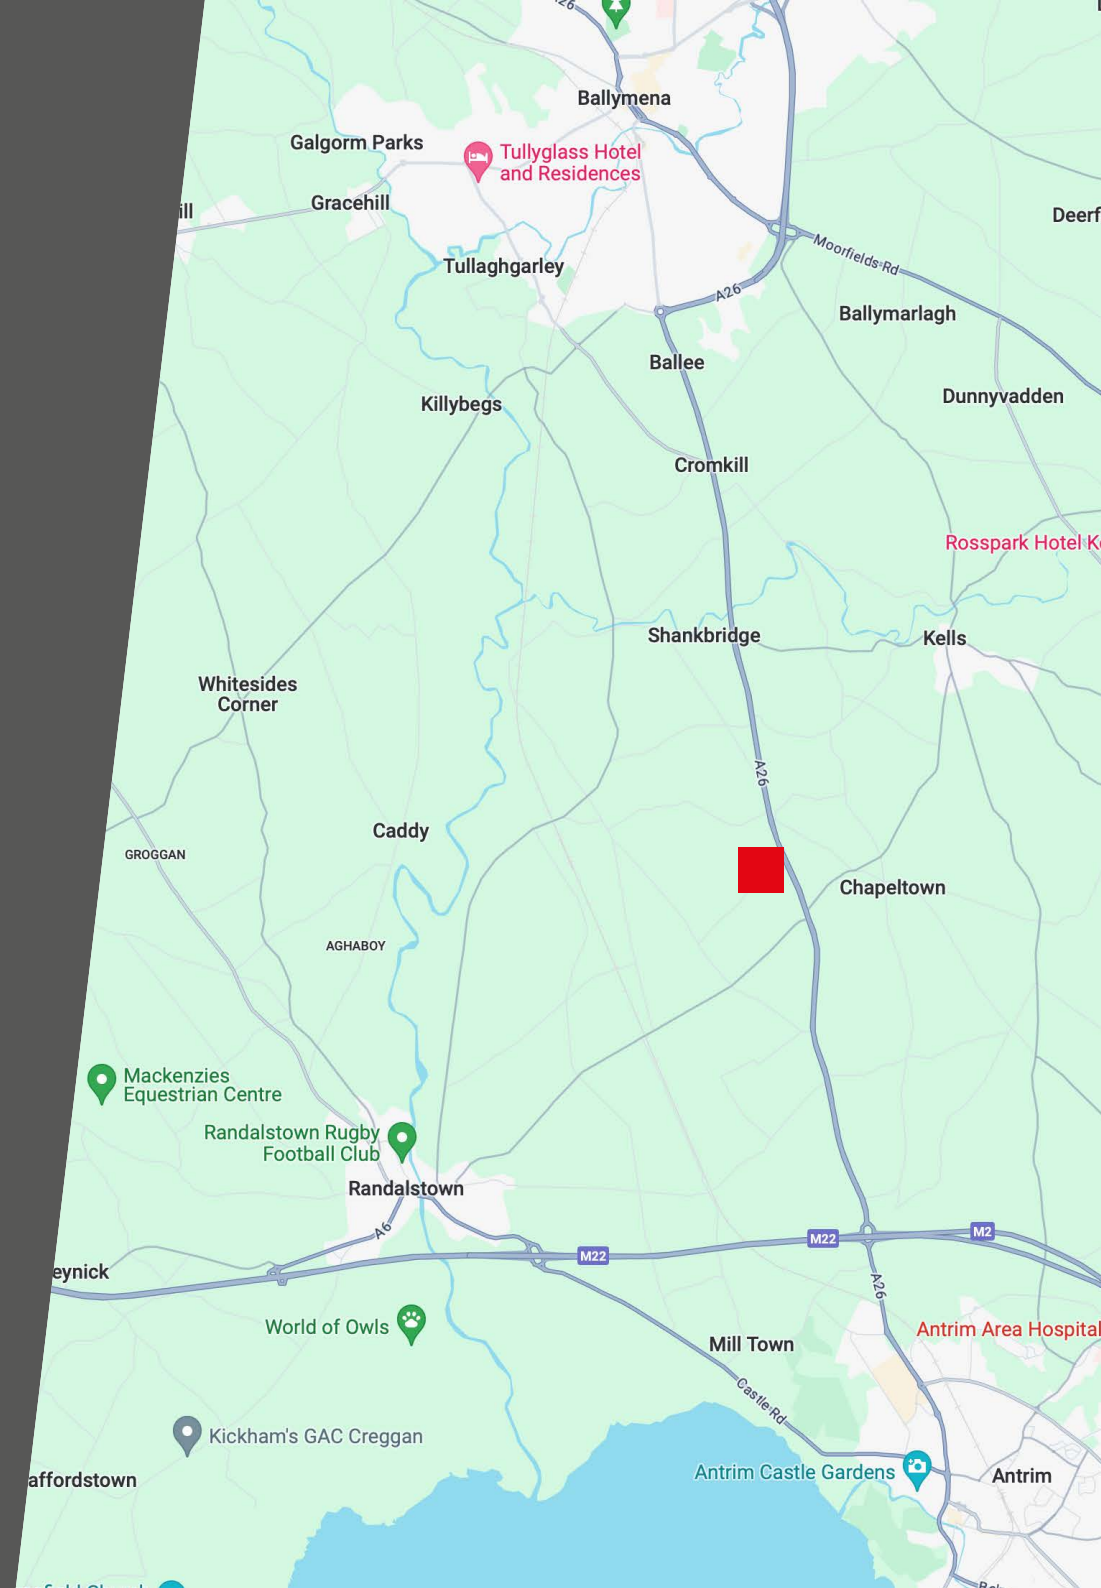 A26
Ballymena
Galgorm Parks
Tullyglass Hotel
and Residences
Gracehill
ill
Deerf
Moorfields Rd
Tullaghgarley
A26
Ballymarlagh
Ballee
Dunnyvadden
Killybegs
Cromkill
Rosspark Hotel K
Shankbridge
Kells
Whitesides
Corner
A26
Caddy
GROGGAN
Chapeltown
AGHABOY
Mackenzies
Equestrian Centre
Randalstown Rugby
Football Club
Randalstown
A6
M22
M22
M2
eynick
A26
World of Owls
Antrim Area Hospital
Mill Town
Castle Rd
Kickham's GAC Creggan
Antrim Castle Gardens
Antrim
affordstown